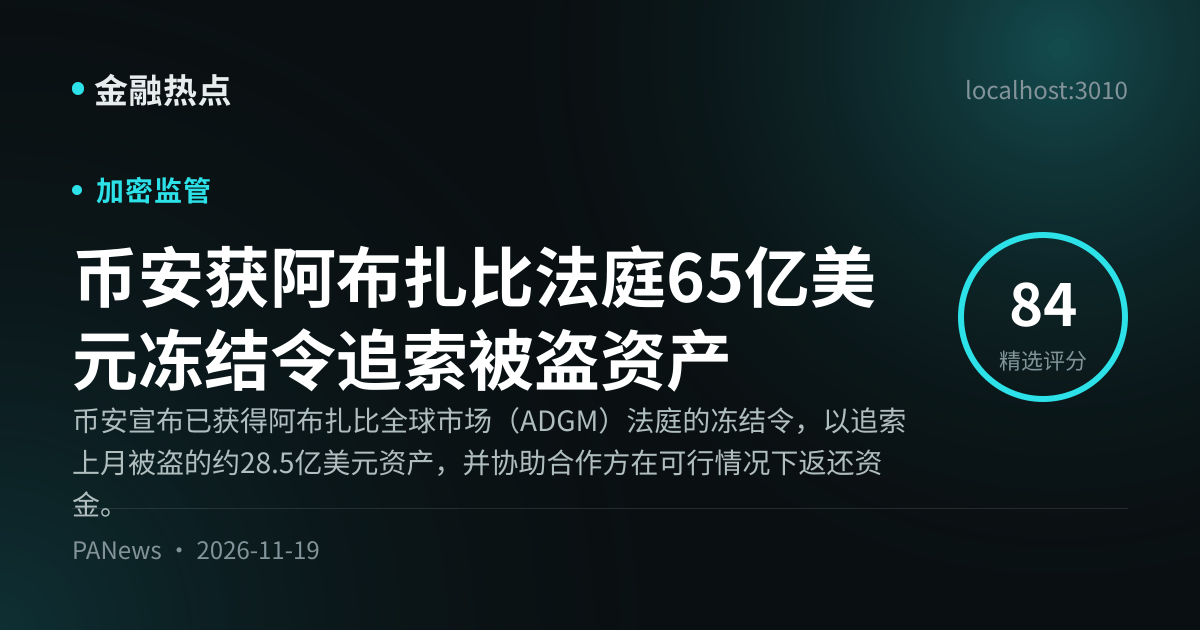 金融热点
localhost:3010
加密监管
币安获阿布扎比法庭65亿美
元冻结令追索被盗资产
84
精选评分
币安宣布已获得阿布扎比全球市场（ADGM）法庭的冻结令，以追索
上月被盗的约28.5亿美元资产，并协助合作方在可行情况下返还资
金。
PANews • 2026-11-19